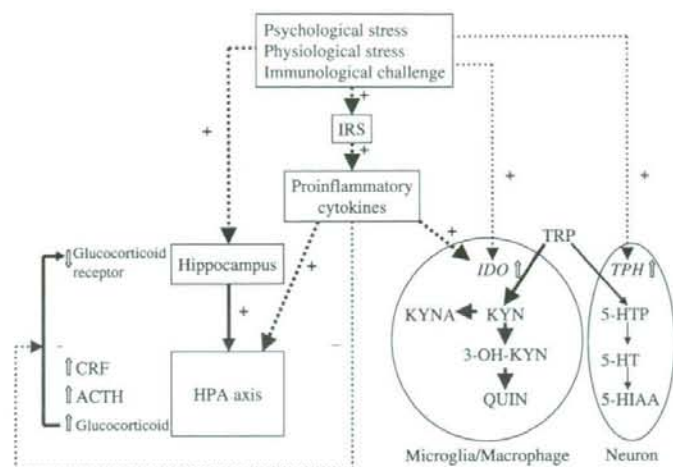 Psychological stress
Physiological stress
Immunological challenge
+
IRS
+
+
+
+
Proinflammatory
cytokines
+
+
TRP
⇩ Glucocorticoid
receptor
Hippocampus
IDO ⇧
TPH ⇧
+
KYNA
KYN
5-HTP
-
-
3-OH-KYN
5-HT
⇧ CRF
⇧ ACTH
HPA axis
QUIN
5-HIAA
⇧ Glucocorticoid
Microglia/Macrophage
Neuron